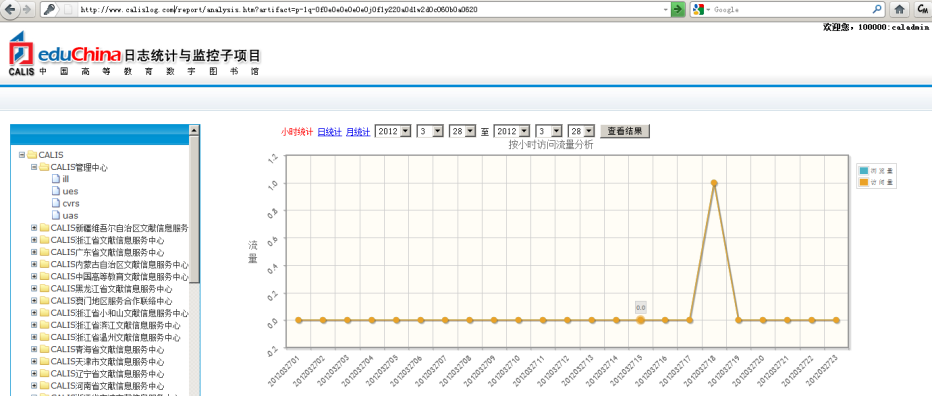 http://www.calislog.com/report/analysis.htm?artifact=p-lq-0f0e0e0e0e0j0f1y220a0d1w2d0c060b0a0620
Google
欢迎您，100000:caladmin
eduChina 日志统计与监控子项目
CALIS 中国高等教育数字图书馆
小时统计 日统计 月统计 2012 3 28 至 2012 3 28 查看结果
按小时访问流量分析
CALIS
CALIS管理中心
ill
ues
cvrs
uas
CALIS新疆维吾尔自治区文献信息服务
CALIS浙江省文献信息服务中心
CALIS广东省文献信息服务中心
CALIS内蒙古自治区文献信息服务中心
CALIS中国高等教育文献信息服务中心
CALIS黑龙江省文献信息服务中心
CALIS澳门地区服务合作联络中心
CALIS浙江省小和山文献信息服务中心
CALIS浙江省滨江文献信息服务中心
CALIS浙江省温州文献信息服务中心
CALIS青海省文献信息服务中心
CALIS天津市文献信息服务中心
CALIS辽宁省文献信息服务中心
CALIS河南省文献信息服务中心
流量
1.2
1.0
0.8
0.6
0.4
0.2
0.0
-0.2
0.0
浏览量
访问量
2012032701
2012032702
2012032703
2012032704
2012032705
2012032706
2012032707
2012032708
2012032709
2012032710
2012032711
2012032712
2012032713
2012032714
2012032715
2012032716
2012032717
2012032718
2012032719
2012032720
2012032721
2012032722
2012032723